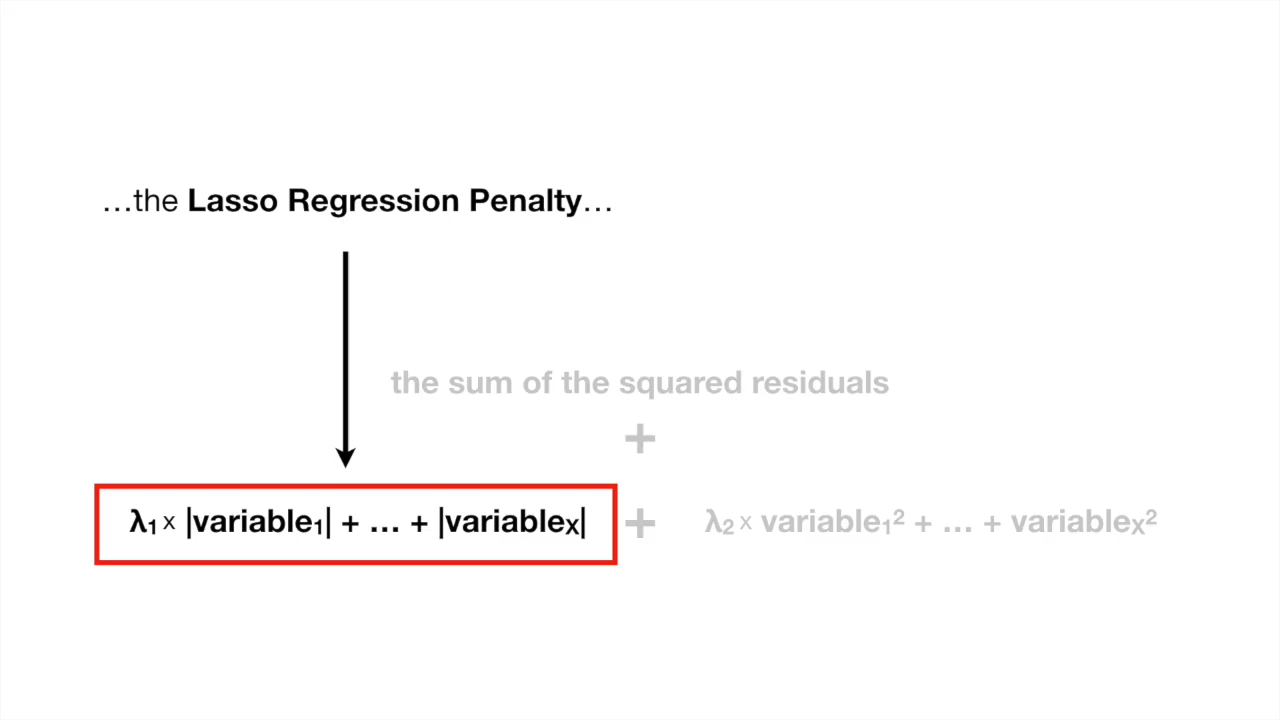 …the Lasso Regression Penalty…
the sum of the squared residuals
+
λ₁ x |variable₁| + … + |variableₓ| + λ₂ x variable₁² + … + variableₓ²